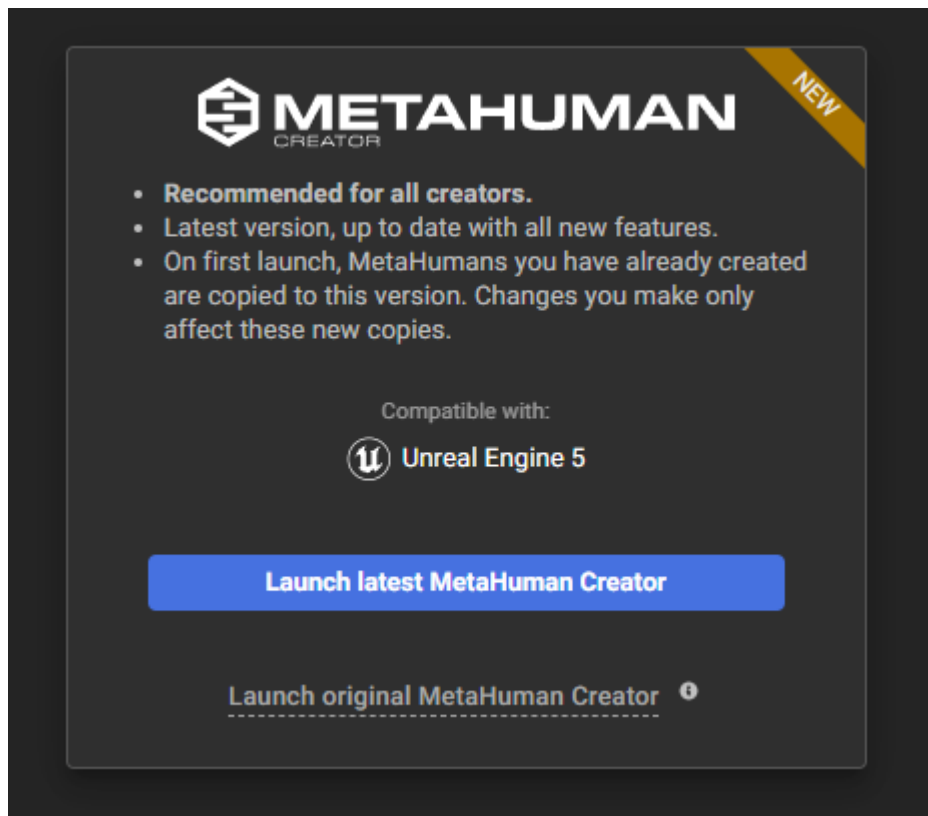 NEW
METAHUMAN
CREATOR
• Recommended for all creators.
• Latest version, up to date with all new features.
• On first launch, MetaHumans you have already created
are copied to this version. Changes you make only
affect these new copies.
Compatible with:
Unreal Engine 5
Launch latest MetaHuman Creator
Launch original MetaHuman Creator